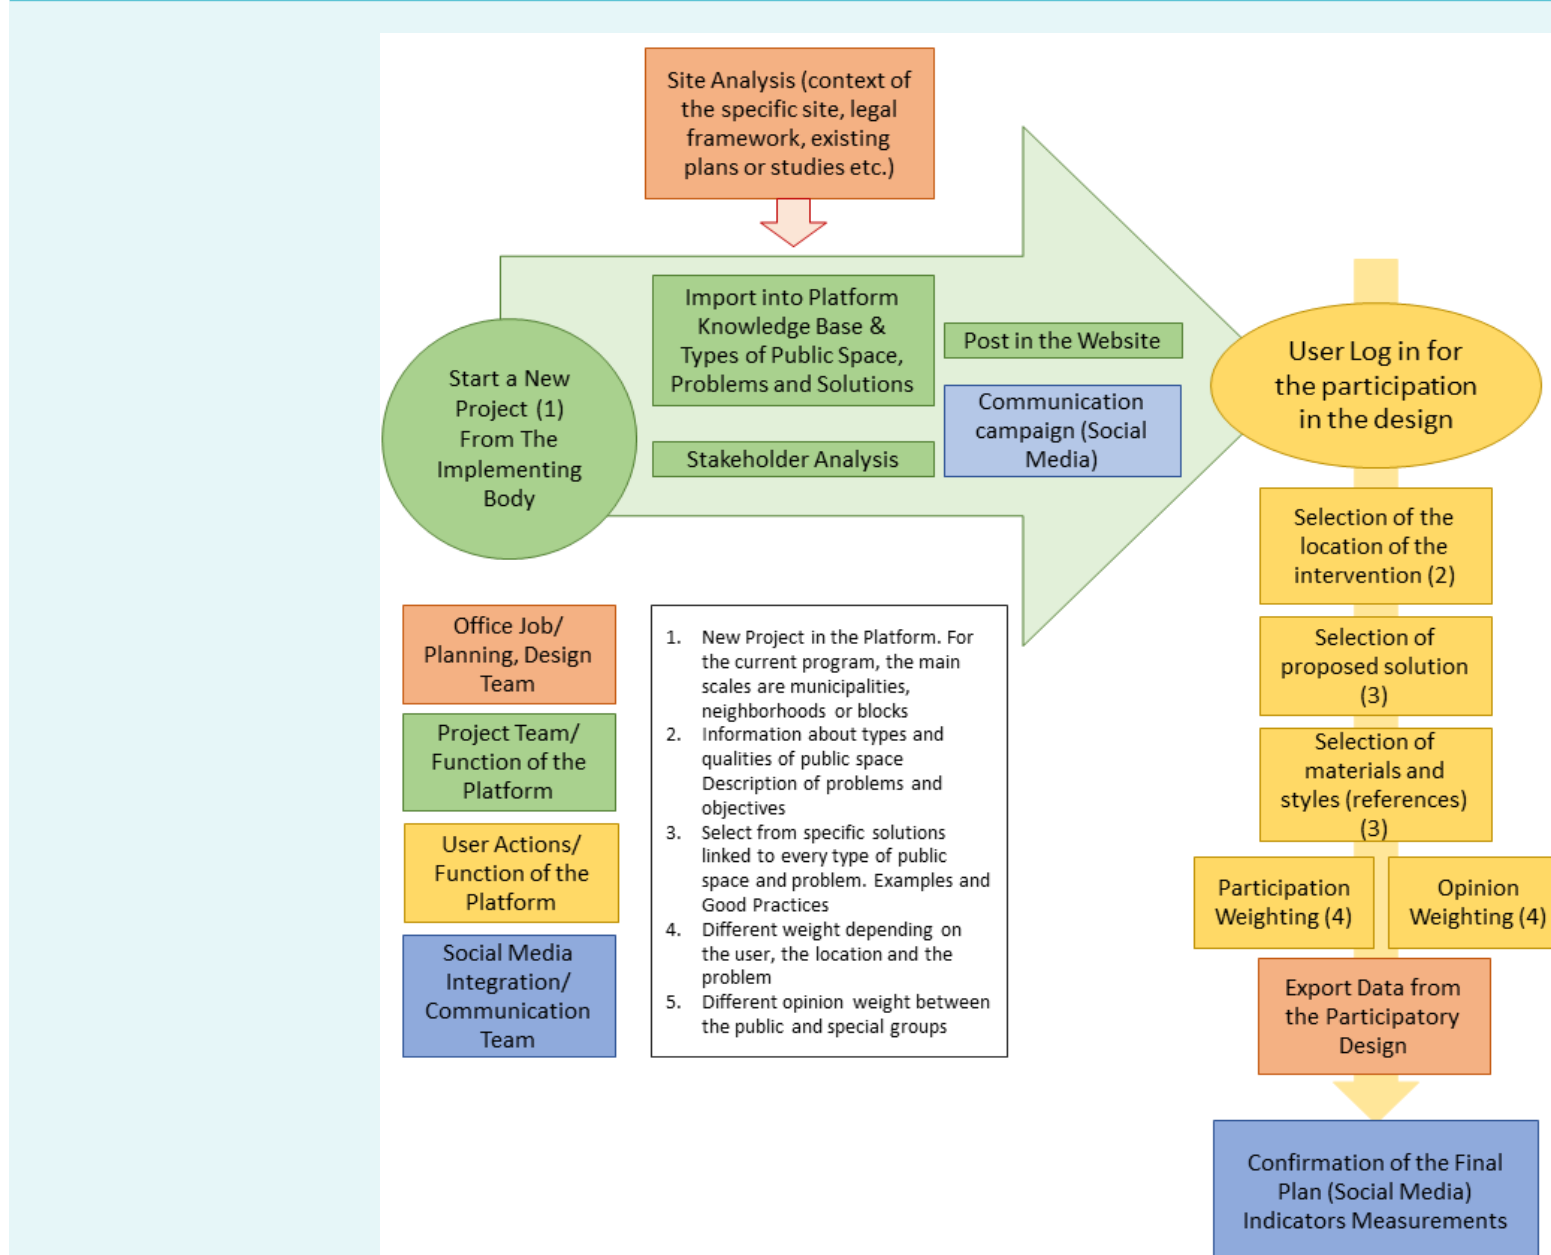 Site Analysis (context of
the specific site, legal
framework, existing
plans or studies etc.)
Start a New
Project (1)
From The
Implementing
Body
Import into Platform
Knowledge Base &
Types of Public Space,
Problems and Solutions
Stakeholder Analysis
Post in the Website
Communication
campaign (Social
Media)
User Log in for
the participation
in the design
Selection of the
location of the
intervention (2)
Selection of
proposed solution
(3)
Selection of
materials and
styles (references)
(3)
Participation
Weighting (4)
Opinion
Weighting (4)
Export Data from
the Participatory
Design
Confirmation of the Final
Plan (Social Media)
Indicators Measurements
Office Job/
Planning, Design
Team
Project Team/
Function of the
Platform
User Actions/
Function of the
Platform
Social Media
Integration/
Communication
Team
1. New Project in the Platform. For
the current program, the main
scales are municipalities,
neighborhoods or blocks
2. Information about types and
qualities of public space
Description of problems and
objectives
3. Select from specific solutions
linked to every type of public
space and problem. Examples and
Good Practices
4. Different weight depending on
the user, the location and the
problem
5. Different opinion weight between
the public and special groups